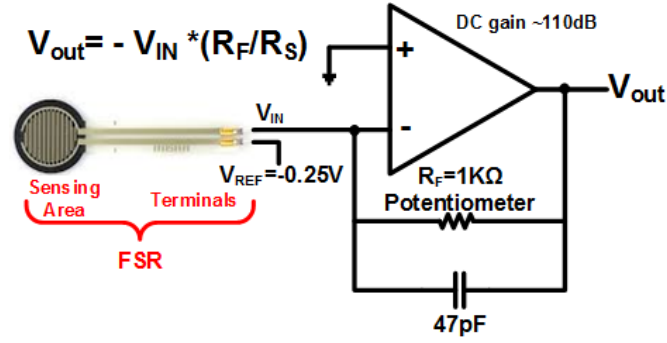 DC gain ~110dB
Vout= - VIN *(RF/RS)
+
Vout
VIN
-
VREF=-0.25V
RF=1KΩ
Potentiometer
Sensing
Area
Terminals
FSR
47pF